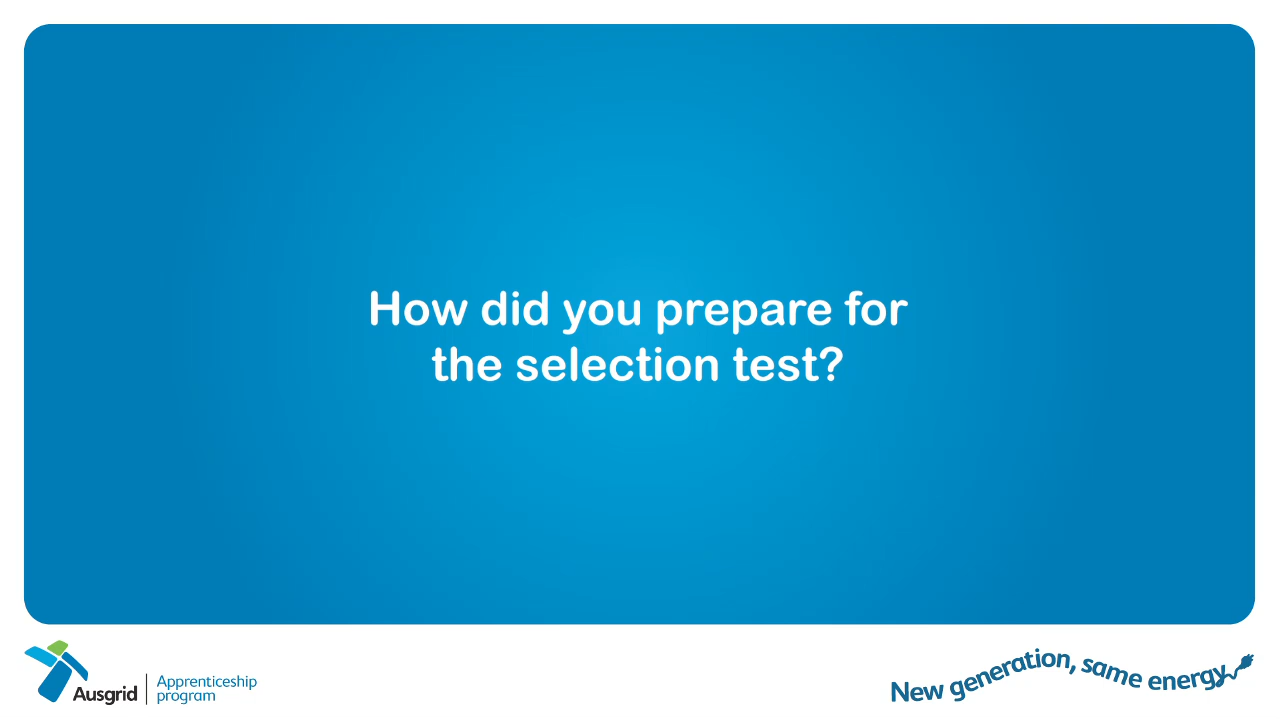 How did you prepare for
the selection test?
Ausgrid
Apprenticeship
program
New generation, same energy